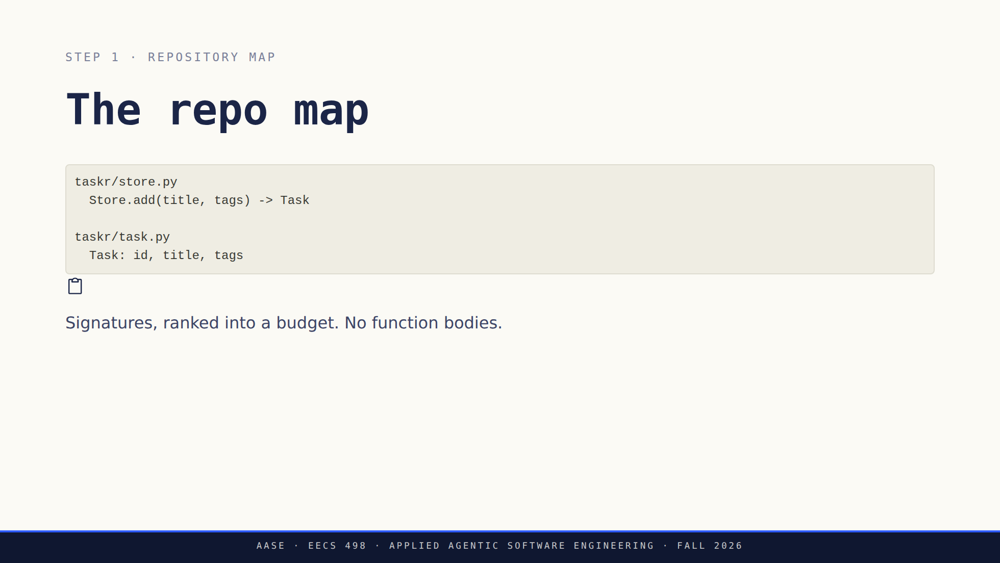 STEP 1 · REPOSITORY MAP
The repo map
taskr/store.py
  Store.add(title, tags) -> Task
taskr/task.py
  Task: id, title, tags
Signatures, ranked into a budget. No function bodies.
AASE · EECS 498 · APPLIED AGENTIC SOFTWARE ENGINEERING · FALL 2026